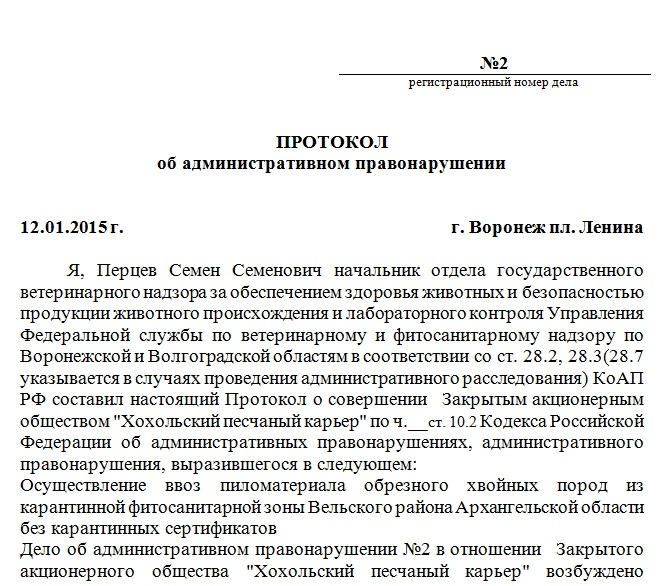 №2
регистрационный номер дела
ПРОТОКОЛ
об административном правонарушении
12.01.2015 г. г. Воронеж пл. Ленина
Я, Перцев Семен Семенович начальник отдела государственного
ветеринарного надзора за обеспечением здоровья животных и безопасностью
продукции животного происхождения и лабораторного контроля Управления
Федеральной службы по ветеринарному и фитосанитарному надзору по
Воронежской и Волгоградской областям в соответствии со ст. 28.2, 28.3(28.7
указывается в случаях проведения административного расследования) КоАП
РФ составил настоящий Протокол о совершении Закрытым акционерным
обществом "Хохольский песчаный карьер" по ч.__ст. 10.2 Кодекса Российской
Федерации об административных правонарушениях, административного
правонарушения, выразившегося в следующем:
Осуществление ввоз пиломатериала обрезного хвойных пород из
карантинной фитосанитарной зоны Вельского района Архангельской области
без карантинных сертификатов
Дело об административном правонарушении №2 в отношении Закрытого
акционерного общества "Хохольский песчаный карьер" возбуждено